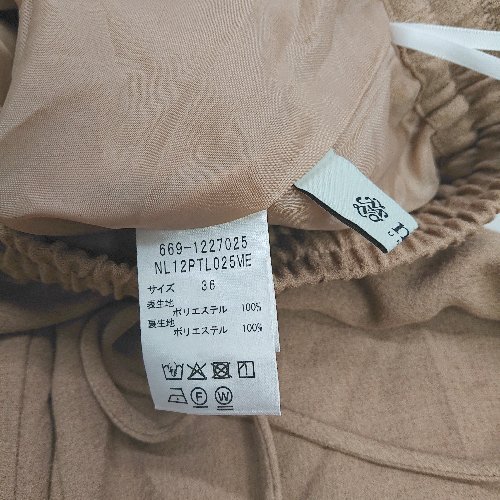 669-1227025
NL12PTL025ME
サイズ 36
表生地
ポリエステル 100%
裏生地
ポリエステル 100%
F W